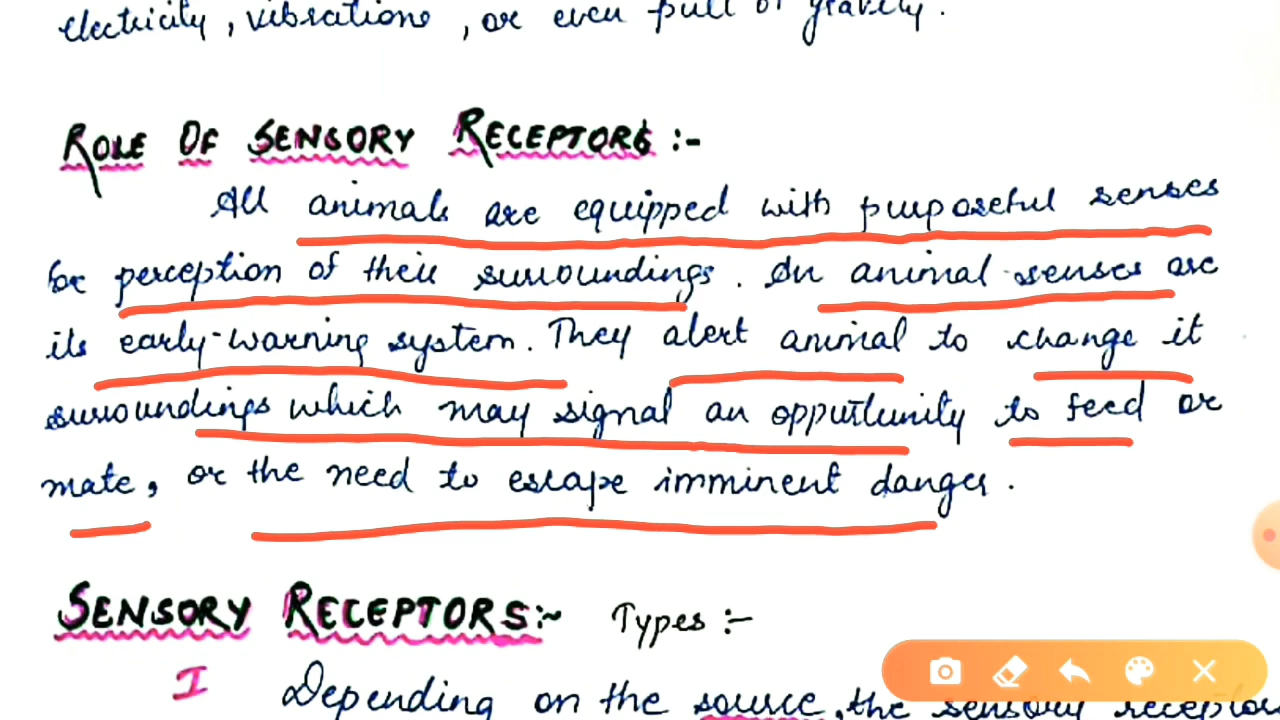 electricity, vibrations, or even pull of gravity.
ROLE OF SENSORY RECEPTORS :-
All animals are equipped with purposeful senses
for perception of their surroundings. An animal senses are
its early-warning system. They alert animal to change it
surroundings which may signal an oppurtunity to feed or
mate, or the need to escape imminent danger.
SENSORY RECEPTORS:~ Types :-
I Depending on the source, the sensory receptors